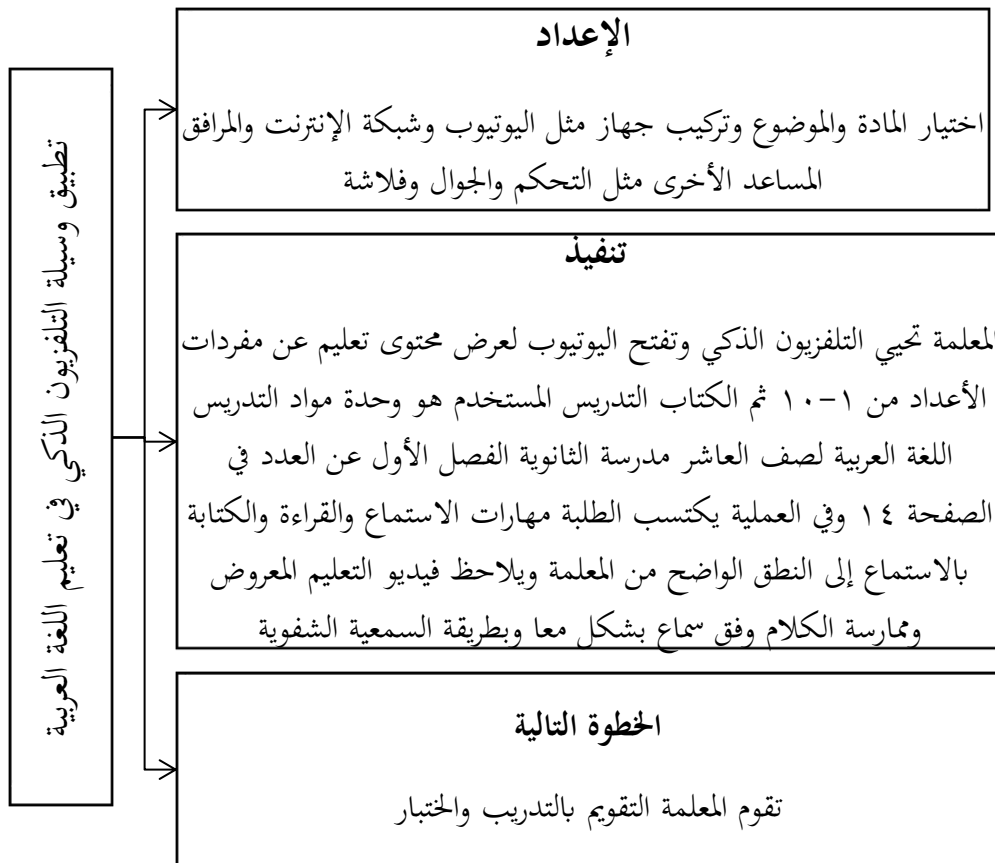 تطبيق وسيلة التلفزيون الذكي في تعليم اللغة العربية
الإعداد
اختيار المادة والموضوع وتركيب جهاز مثل اليوتيوب وشبكة الإنترنت والمرافق
المساعد الأخرى مثل التحكم والجوال وفلاشة
تنفيذ
المعلمة تحيي التلفزيون الذكي وتفتح اليوتيوب لعرض محتوى تعليم عن مفردات
الأعداد من ١-١٠ ثم الكتاب التدريس المستخدم هو وحدة مواد التدريس
اللغة العربية لصف العاشر مدرسة الثانوية الفصل الأول عن العدد في
الصفحة ١٤ وفي العملية يكتسب الطلبة مهارات الاستماع والقراءة والكتابة
بالاستماع إلى النطق الواضح من المعلمة ويلاحظ فيديو التعليم المعروض
وممارسة الكلام وفق سماع بشكل معا وبطريقة السمعية الشفوية
الخطوة التالية
تقوم المعلمة التقويم بالتدريب والختبار